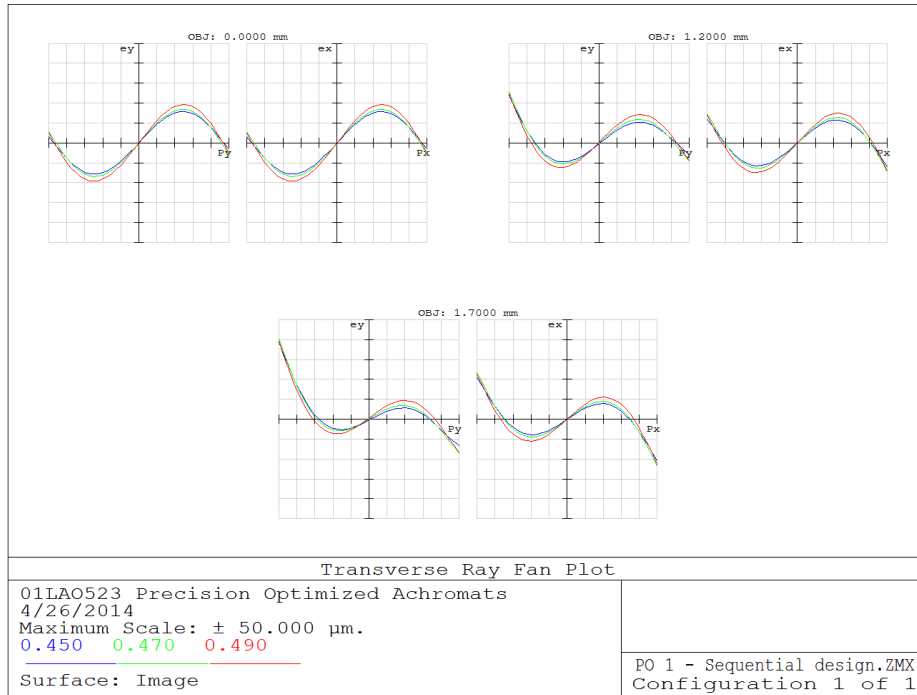 OBJ: 0.0000 mm
ey
Py
ex
Px
OBJ: 1.2000 mm
ey
Py
ex
Px
OBJ: 1.7000 mm
ey
Py
ex
Px
Transverse Ray Fan Plot
01LAO523 Precision Optimized Achromats
4/26/2014
Maximum Scale: ± 50.000 µm.
0.450 0.470 0.490
Surface: Image
PO 1 - Sequential design.ZMX
Configuration 1 of 1